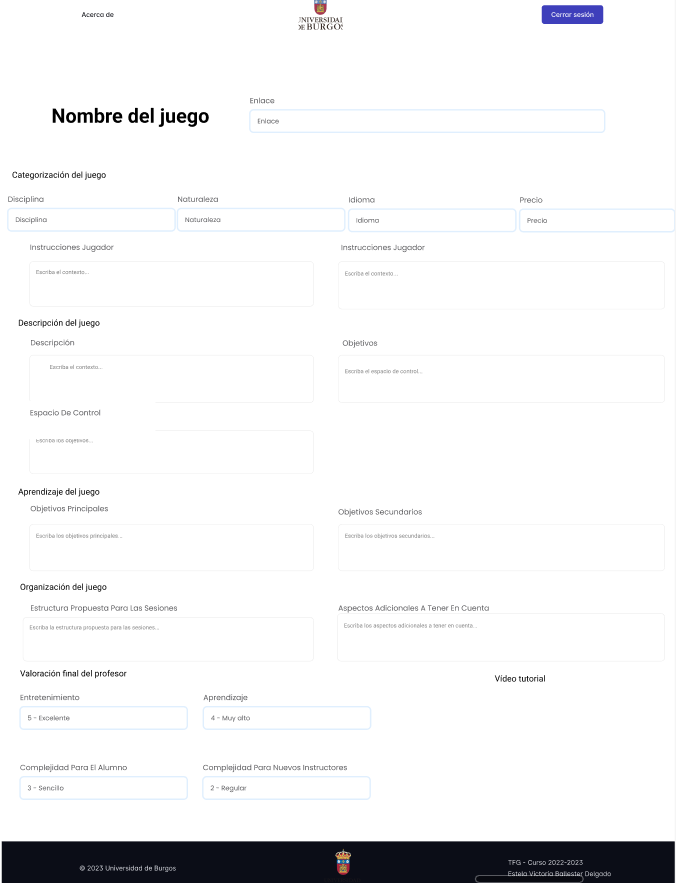 Acerca de
UNIVERSIDAD
DE BURGOS
Cerrar sesión
Nombre del juego
Enlace
Enlace
Categorización del juego
Disciplina
Naturaleza
Idioma
Precio
Disciplina
Naturaleza
Idioma
Precio
Instrucciones Jugador
Instrucciones Jugador
Escriba el contexto...
Escriba el contexto...
Descripción del juego
Descripción
Objetivos
Escriba el contexto...
Escriba el espacio de control...
Espacio De Control
Escriba los objetivos...
Aprendizaje del juego
Objetivos Principales
Objetivos Secundarios
Escriba los objetivos principales...
Escriba los objetivos secundarios...
Organización del juego
Estructura Propuesta Para Las Sesiones
Aspectos Adicionales A Tener En Cuenta
Escriba la estructura propuesta para las sesiones...
Escriba los aspectos adicionales a tener en cuenta...
Valoración final del profesor
Vídeo tutorial
Entretenimiento
Aprendizaje
5 - Excelente
4 - Muy alto
Complejidad Para El Alumno
Complejidad Para Nuevos Instructores
3 - Sencillo
2 - Regular
© 2023 Universidad de Burgos
TFG - Curso 2022-2023
Estela Victoria Ballester Delgado